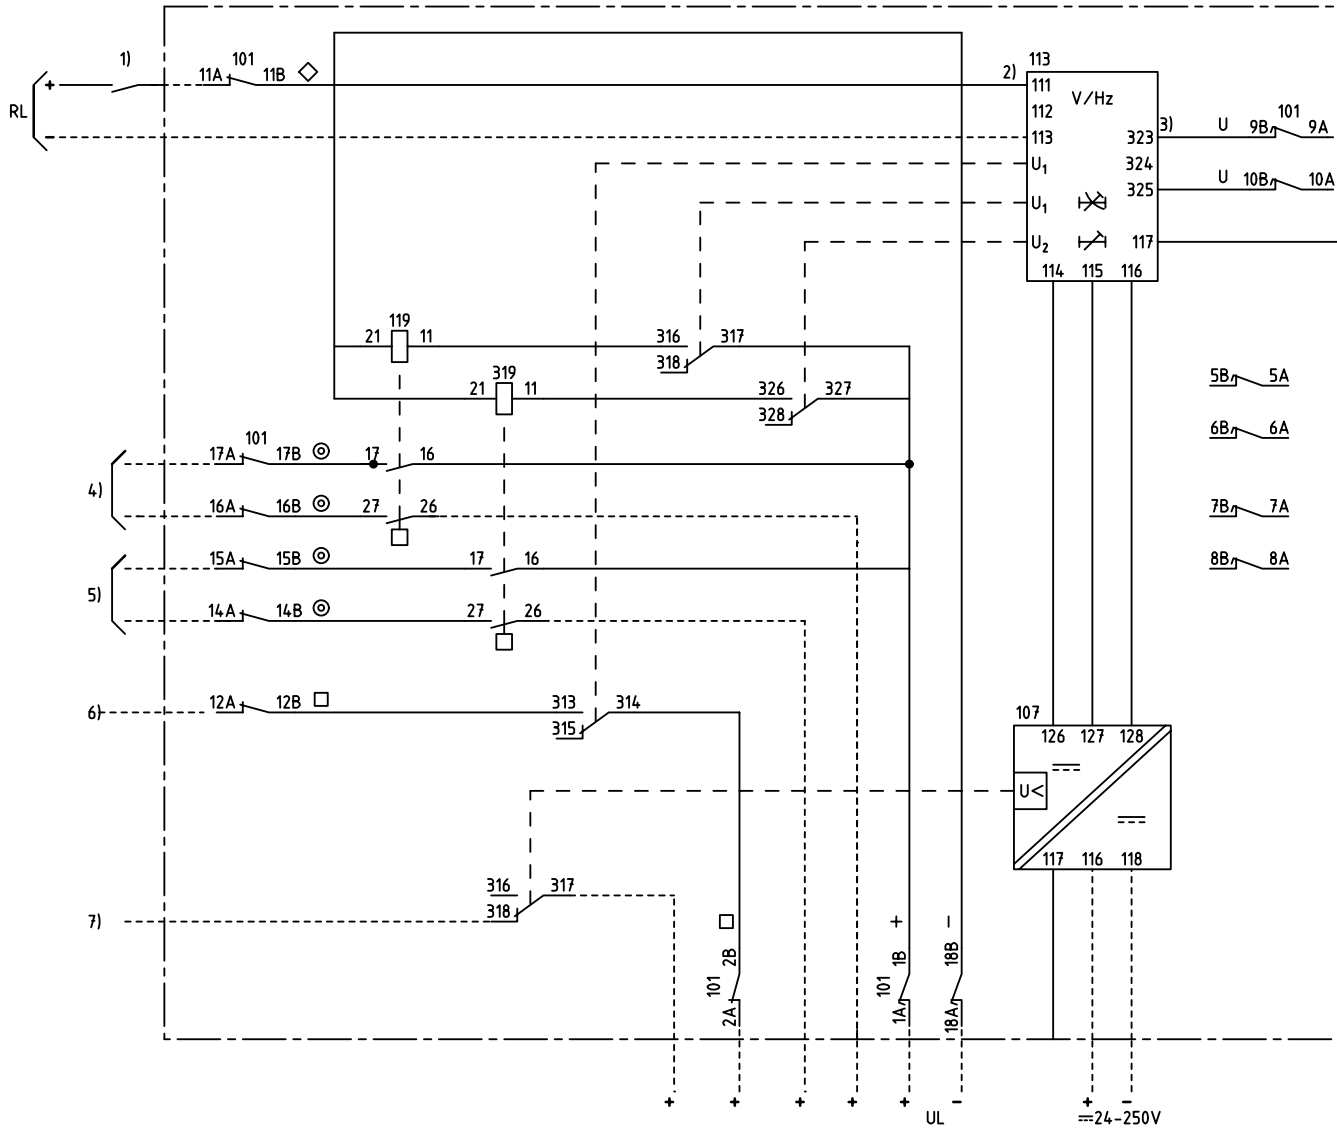 1) 101 113
11A 11B 2) 111
+ V/Hz
RL 112 101
- 113 323 3) U 9B 9A
U1 324
325 U 10B 10A
U1
U2 117
114 115 116
119
21 11 316 317
318
319
21 11 326 327
328
5B 5A
6B 6A
101
17A 17B 17 16
4)
16A 16B 27 26
7B 7A
15A 15B 17 16
8B 8A
5)
14A 14B 27 26
6) 12A 12B 313 314
315
107
126 127 128
U<
117 116 118
316 317
318
7)
+ -
2B 1B 18B
101 101
2A 1A 18A
+ + + + + - + -
UL 24-250V